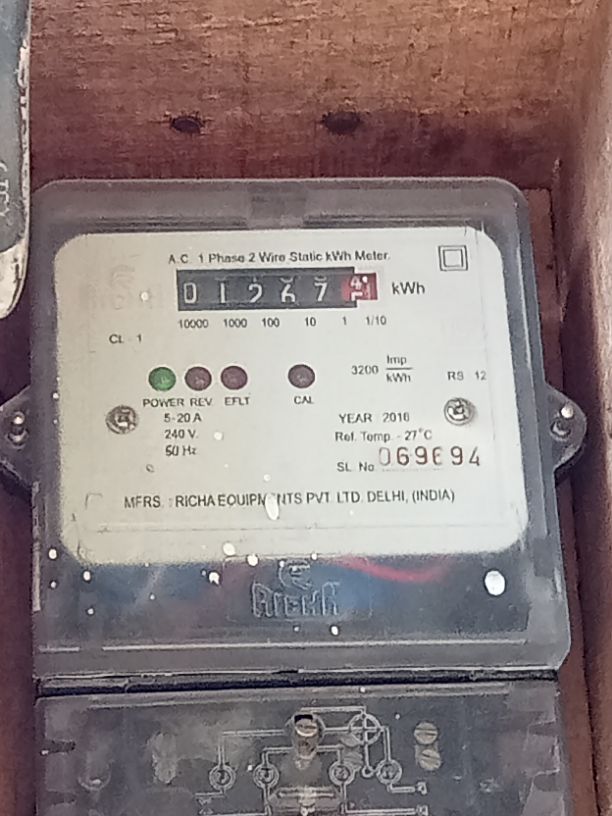 A.C. 1 Phase 2 Wire Static kWh Meter.
0 1 2 6 7 kWh
10000 1000 100 10 1 1/10
CL. 1
3200 Imp/kWh
RS 12
POWER REV. EFLT CAL
5-20 A
240 V.
50 Hz
YEAR 2016
Ref. Temp. - 27°C
SL. No. 069694
MFRS. : RICHA EQUIPMENTS PVT. LTD. DELHI, (INDIA)
RICHA